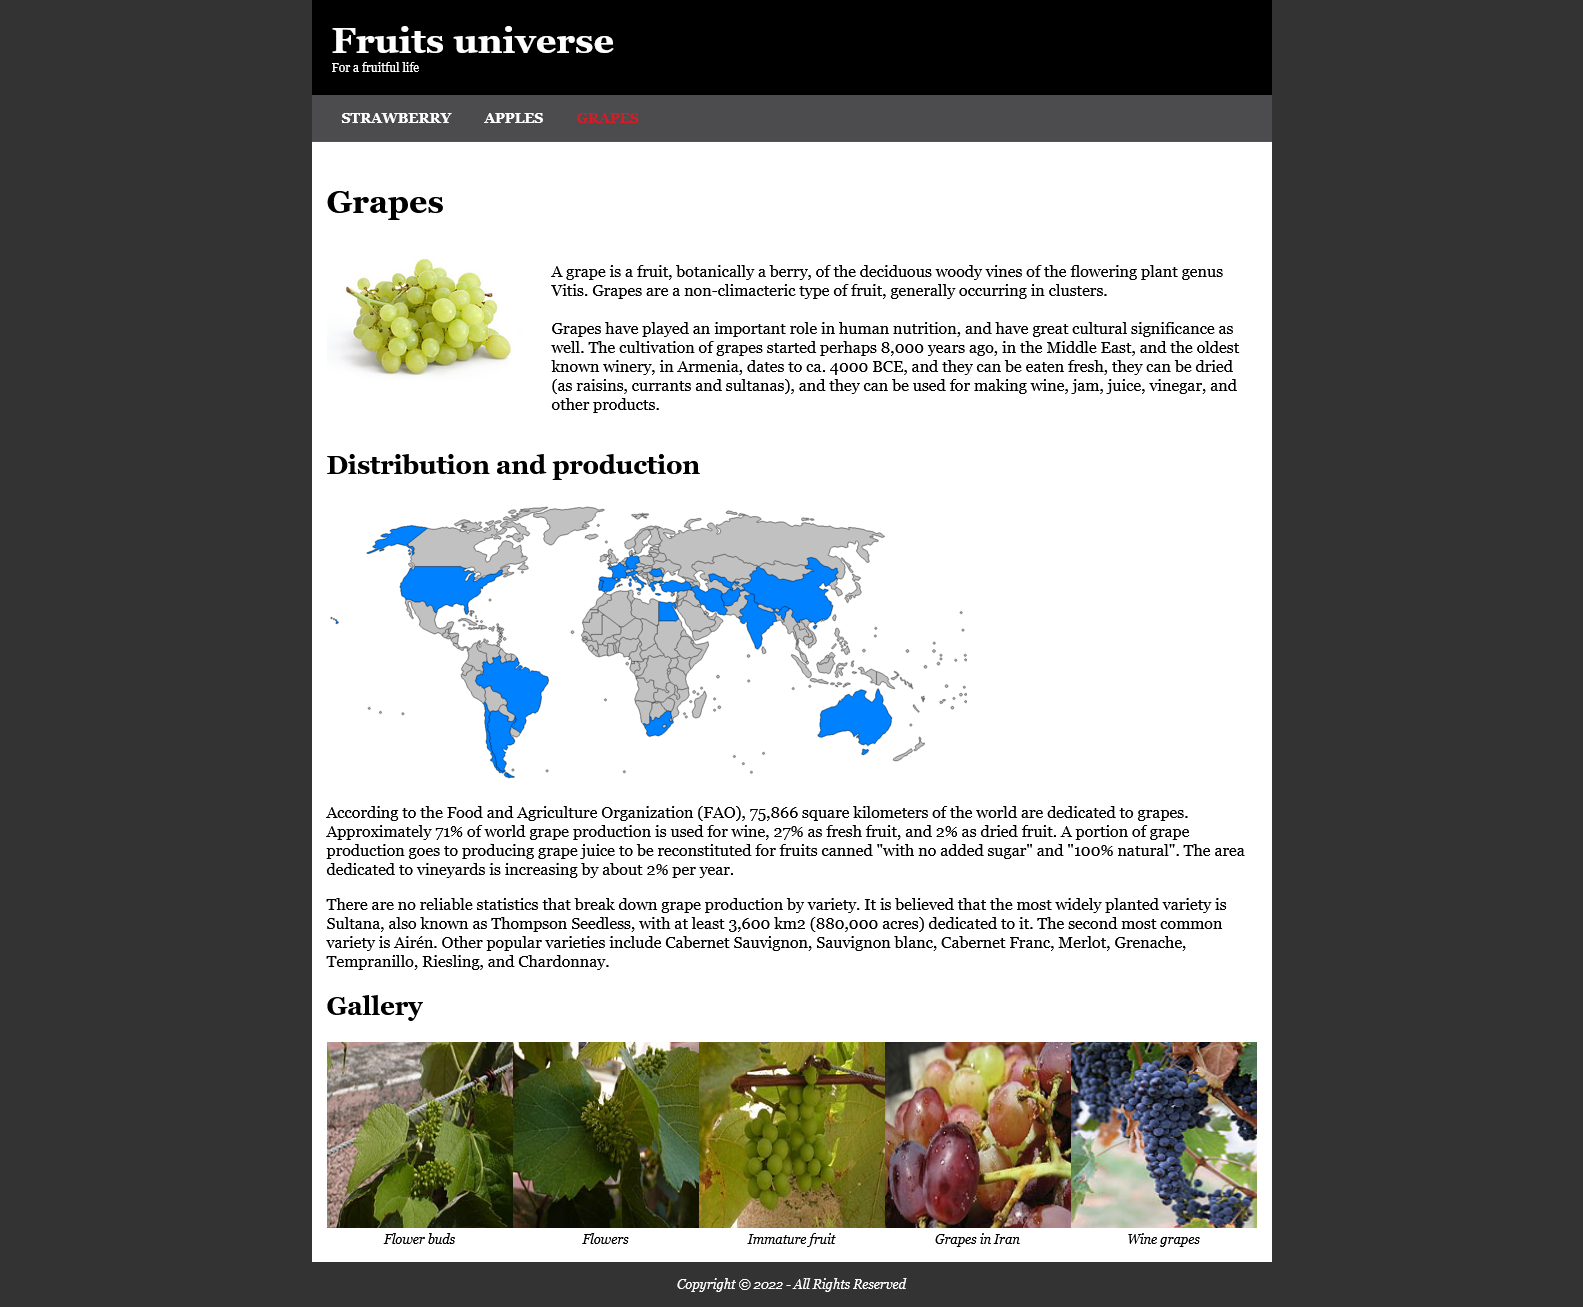 Fruits universe
For a fruitful life
STRAWBERRY APPLES GRAPES
Grapes
A grape is a fruit, botanically a berry, of the deciduous woody vines of the flowering plant genus
Vitis. Grapes are a non-climacteric type of fruit, generally occurring in clusters.
Grapes have played an important role in human nutrition, and have great cultural significance as
well. The cultivation of grapes started perhaps 8,000 years ago, in the Middle East, and the oldest
known winery, in Armenia, dates to ca. 4000 BCE, and they can be eaten fresh, they can be dried
(as raisins, currants and sultanas), and they can be used for making wine, jam, juice, vinegar, and
other products.
Distribution and production
According to the Food and Agriculture Organization (FAO), 75,866 square kilometers of the world are dedicated to grapes.
Approximately 71% of world grape production is used for wine, 27% as fresh fruit, and 2% as dried fruit. A portion of grape
production goes to producing grape juice to be reconstituted for fruits canned "with no added sugar" and "100% natural". The area
dedicated to vineyards is increasing by about 2% per year.
There are no reliable statistics that break down grape production by variety. It is believed that the most widely planted variety is
Sultana, also known as Thompson Seedless, with at least 3,600 km2 (880,000 acres) dedicated to it. The second most common
variety is Airén. Other popular varieties include Cabernet Sauvignon, Sauvignon blanc, Cabernet Franc, Merlot, Grenache,
Tempranillo, Riesling, and Chardonnay.
Gallery
Flower buds Flowers Immature fruit Grapes in Iran Wine grapes
Copyright © 2022 - All Rights Reserved